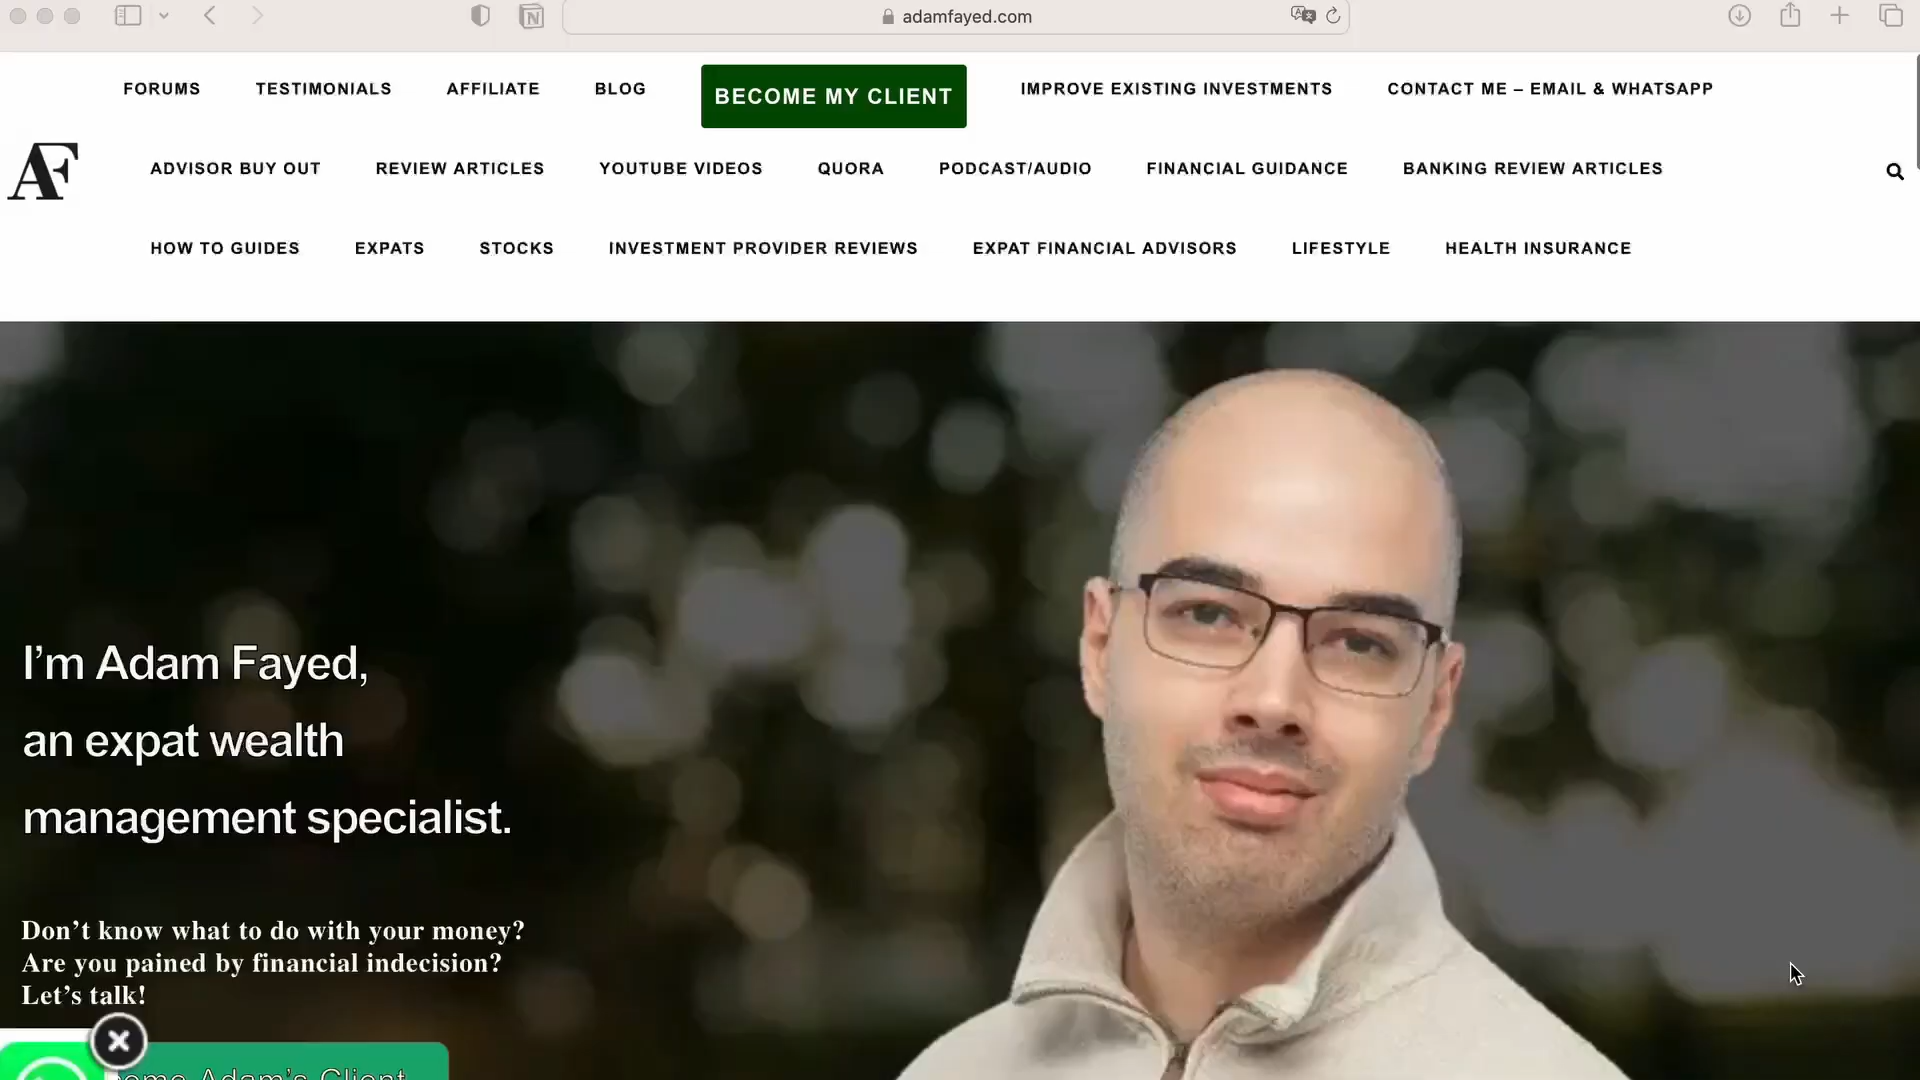 adamfayed.com
FORUMS TESTIMONIALS AFFILIATE BLOG BECOME MY CLIENT IMPROVE EXISTING INVESTMENTS CONTACT ME – EMAIL & WHATSAPP
AF
ADVISOR BUY OUT REVIEW ARTICLES YOUTUBE VIDEOS QUORA PODCAST/AUDIO FINANCIAL GUIDANCE BANKING REVIEW ARTICLES
HOW TO GUIDES EXPATS STOCKS INVESTMENT PROVIDER REVIEWS EXPAT FINANCIAL ADVISORS LIFESTYLE HEALTH INSURANCE
I’m Adam Fayed,
an expat wealth
management specialist.
Don’t know what to do with your money?
Are you pained by financial indecision?
Let’s talk!
Adam’s Client